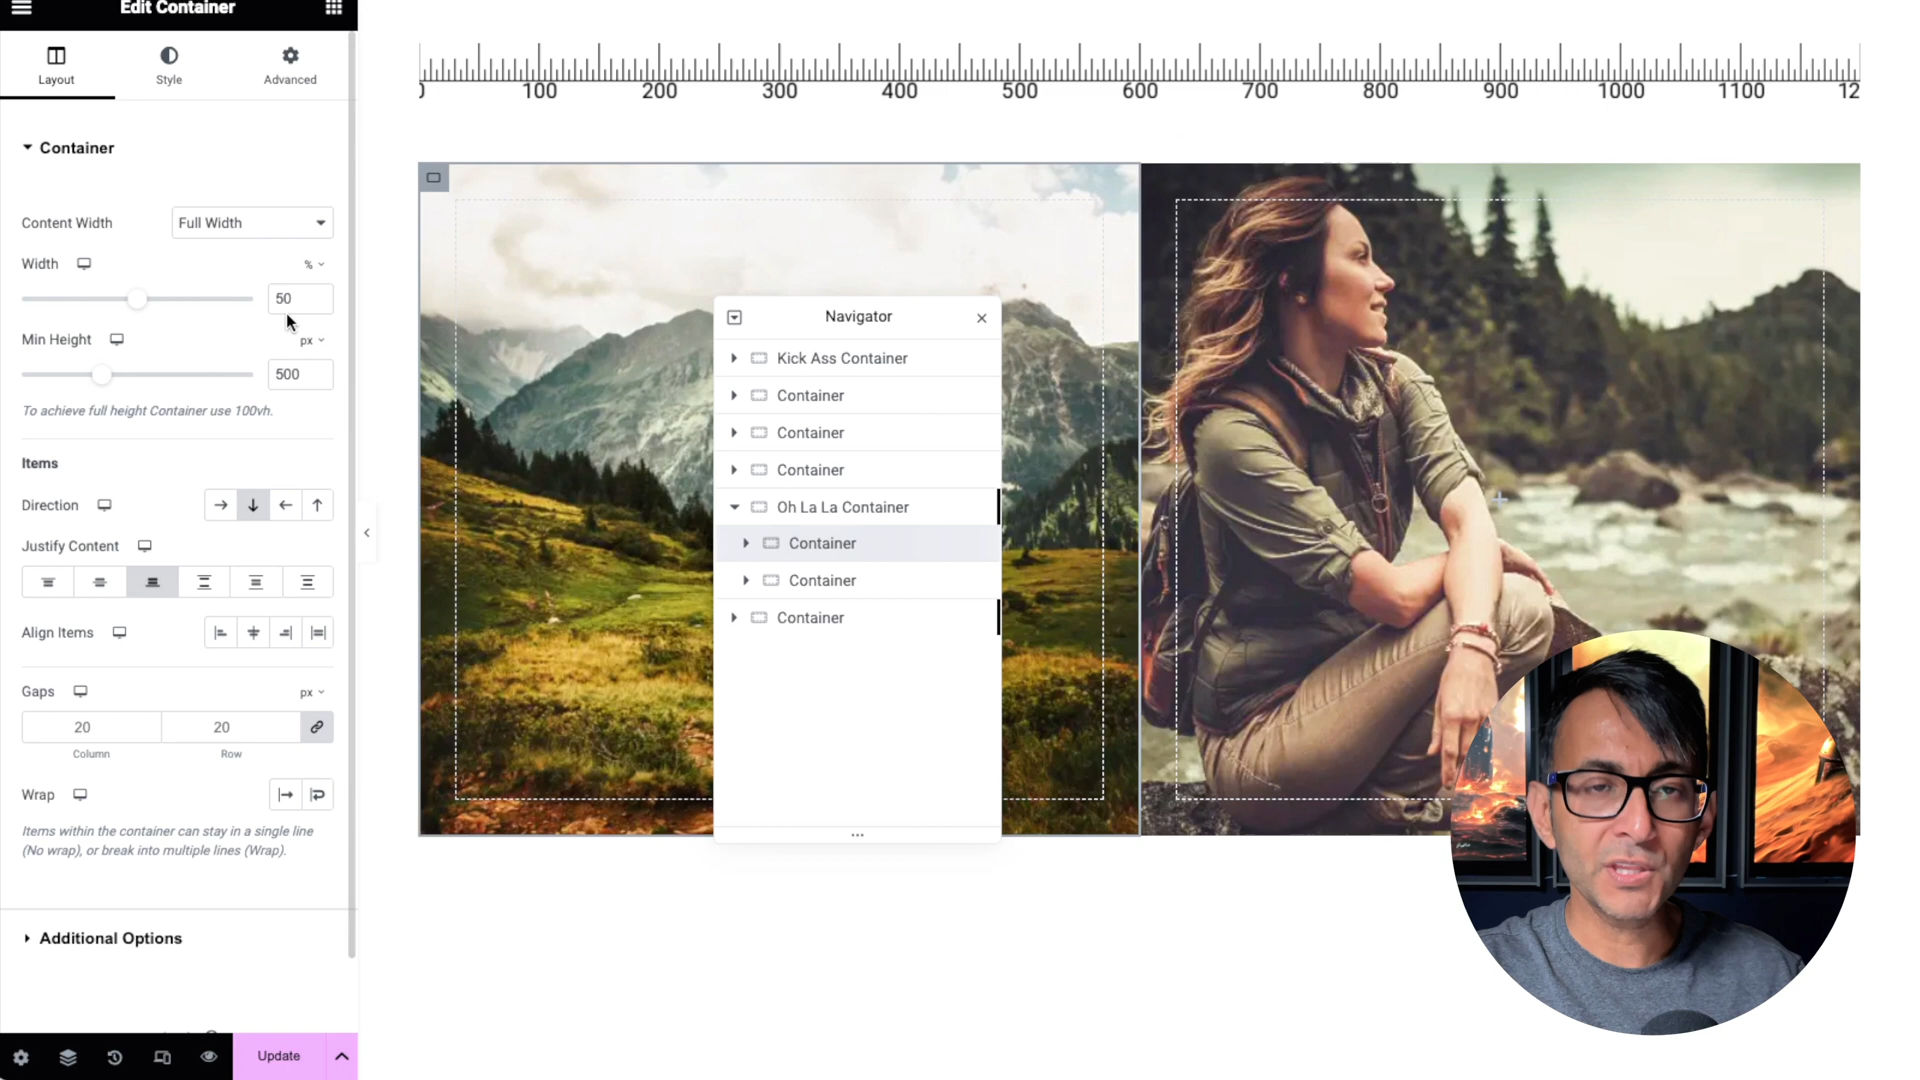 Edit Container
Layout
Style
Advanced
Container
Content Width
Full Width
Width
%
50
Min Height
px
500
To achieve full height Container use 100vh.
Items
Direction
Justify Content
Align Items
Gaps
px
20
20
Column
Row
Wrap
Items within the container can stay in a single line
(No wrap), or break into multiple lines (Wrap).
Additional Options
Update
0 100 200 300 400 500 600 700 800 900 1000 1100 12
Navigator
Kick Ass Container
Container
Container
Container
Oh La La Container
Container
Container
Container